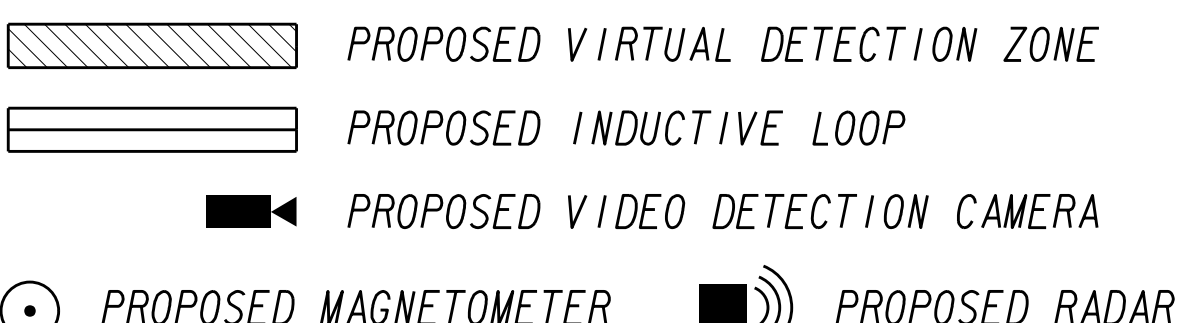 PROPOSED VIRTUAL DETECTION ZONE
PROPOSED INDUCTIVE LOOP
PROPOSED VIDEO DETECTION CAMERA
PROPOSED MAGNETOMETER PROPOSED RADAR